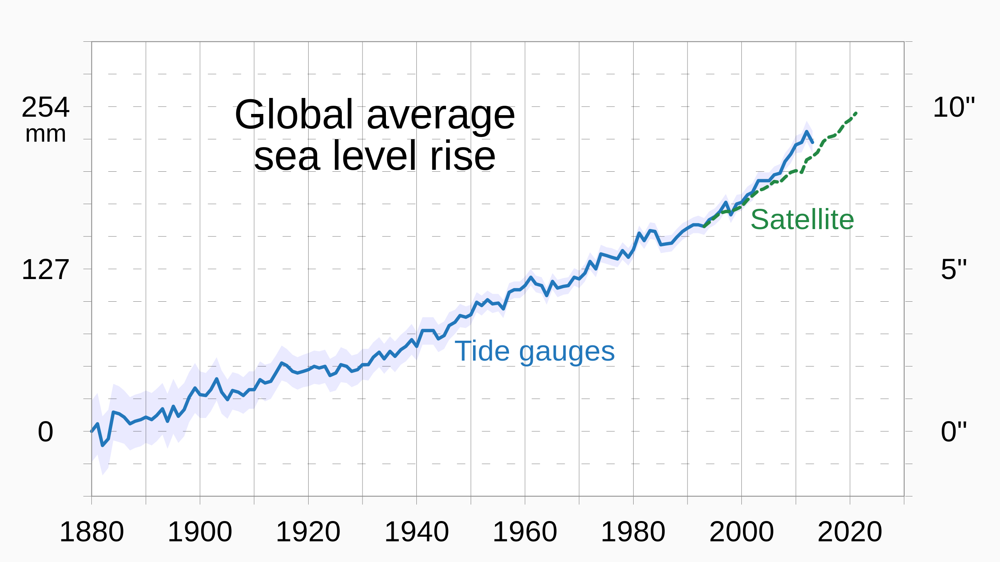 Global average
sea level rise
254
mm
127
0
10"
5"
0"
Satellite
Tide gauges
1880 1900 1920 1940 1960 1980 2000 2020